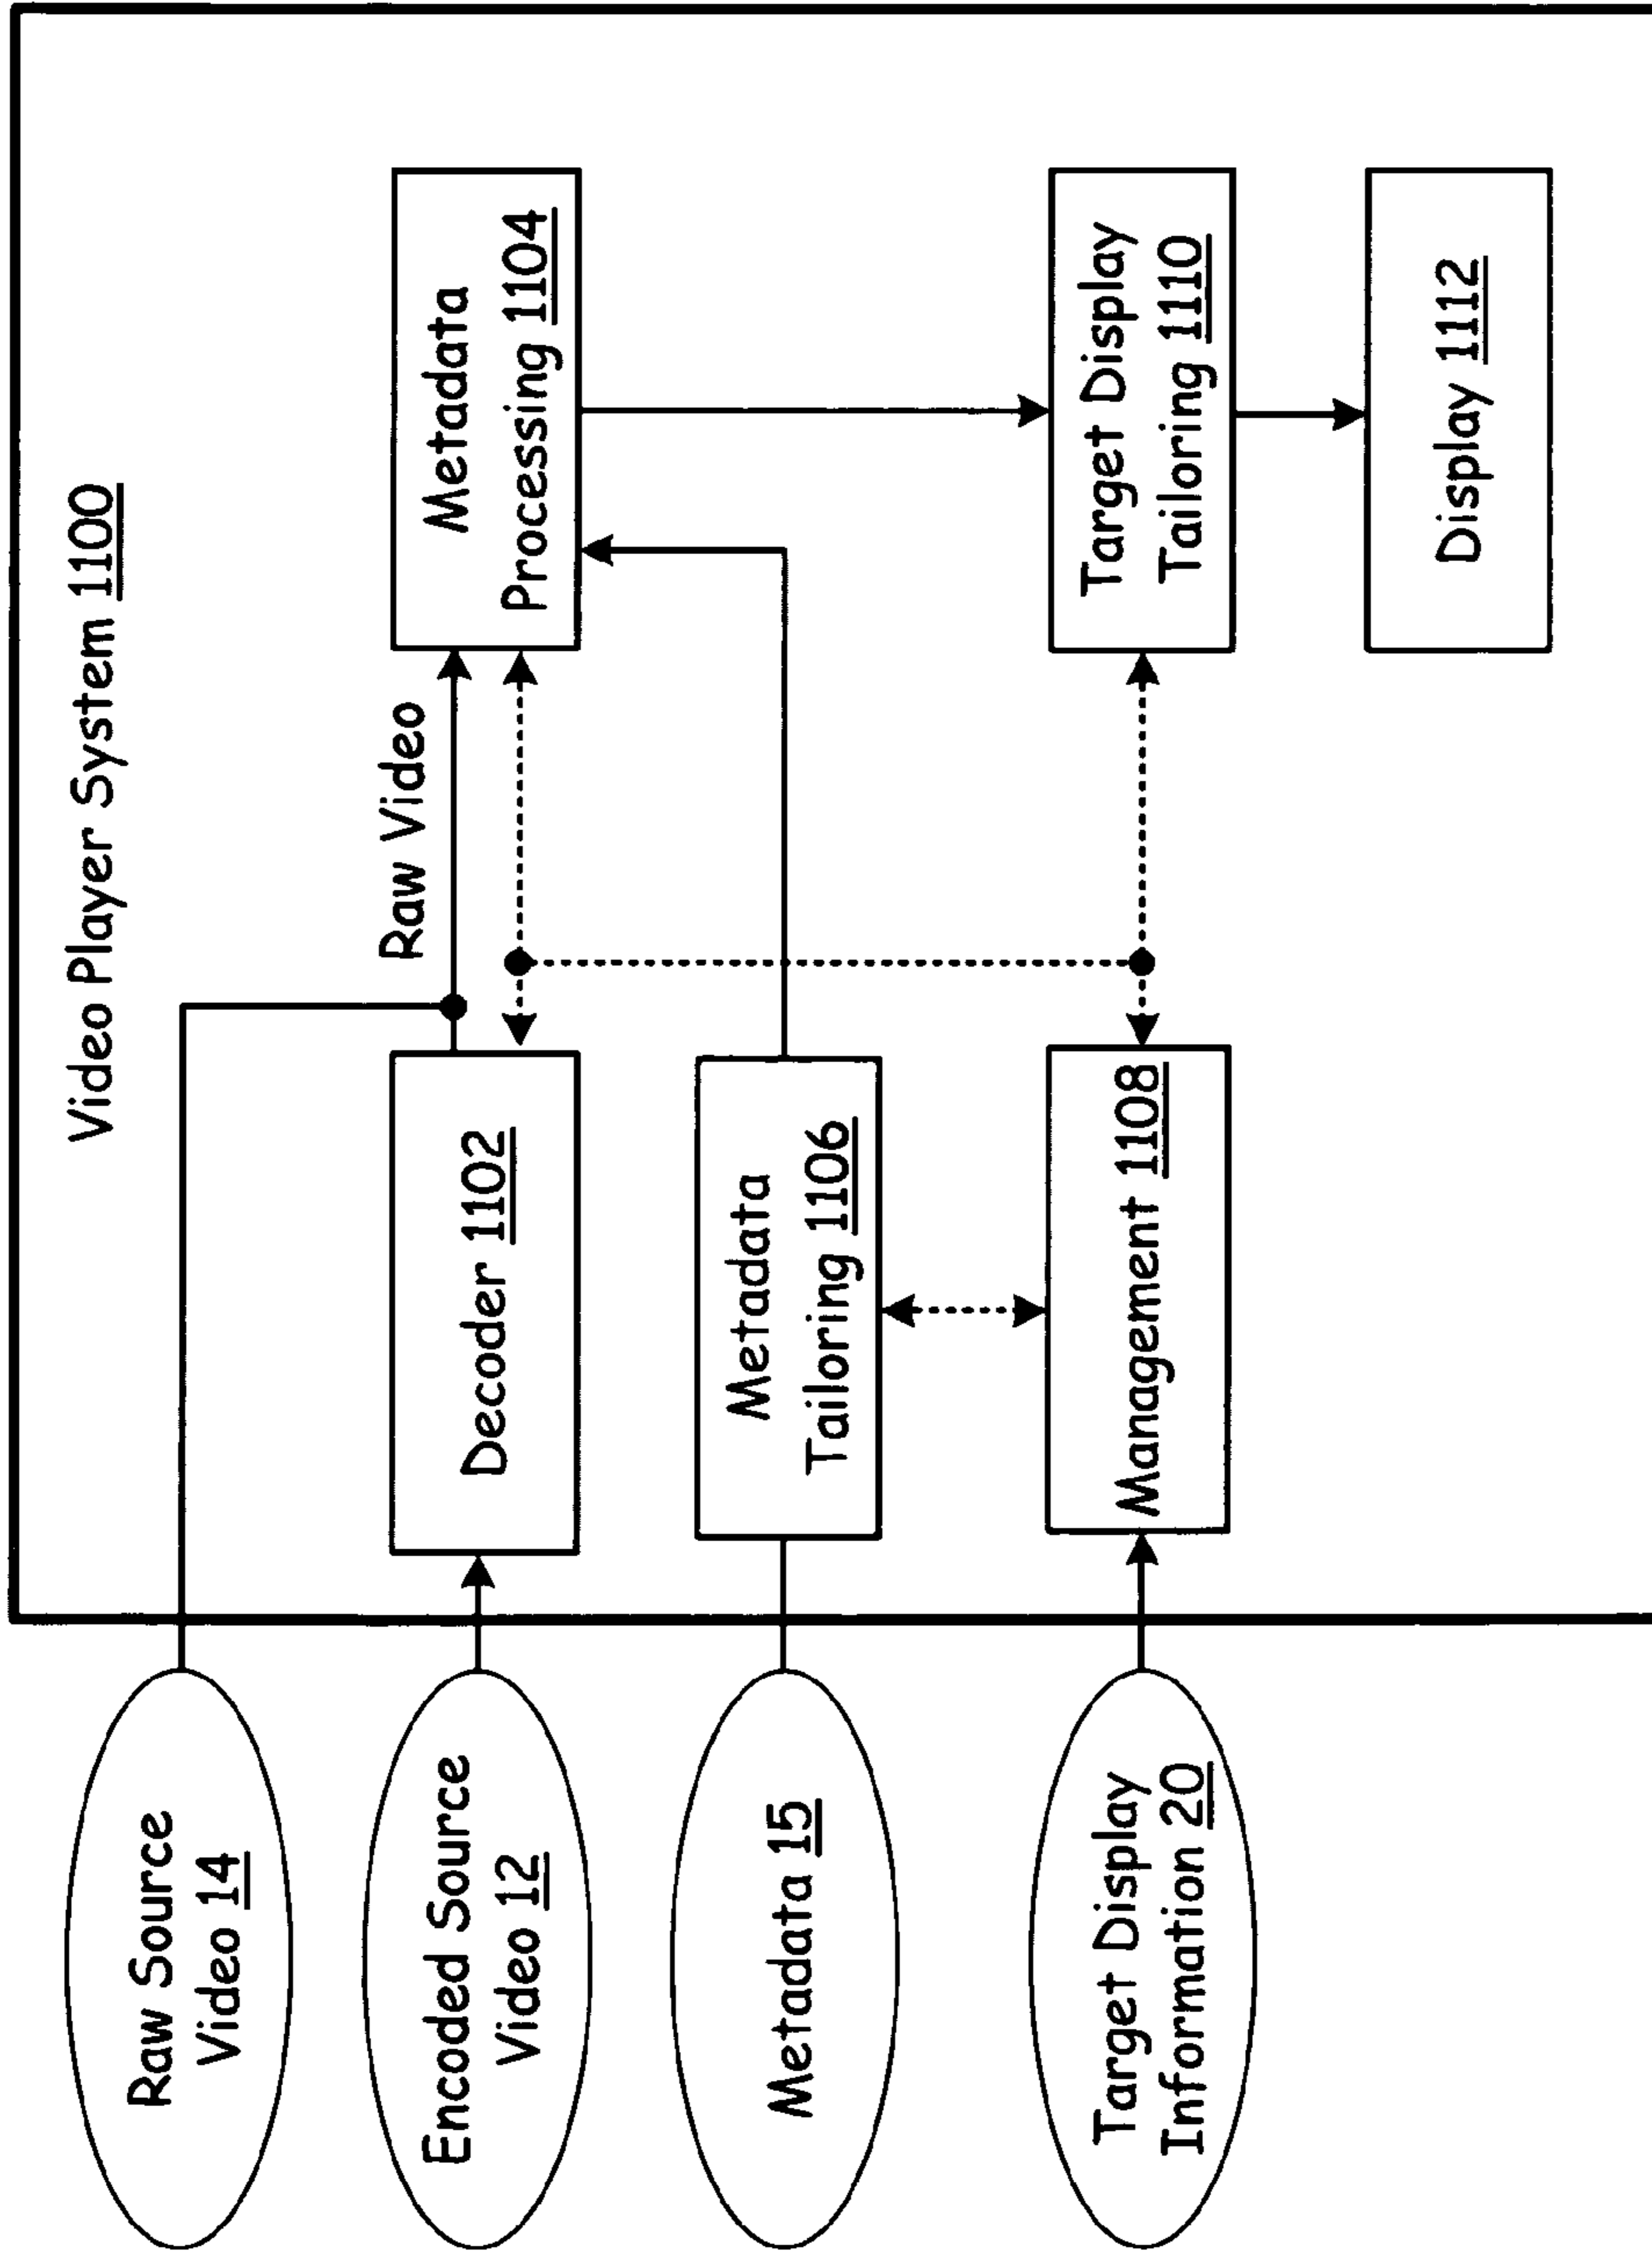 Video Player System 1100
Raw Source
Video 14
Encoded Source
Video 12
Metadata 15
Target Display
Information 20
Decoder 1102
Raw Video
Metadata
Processing 1104
Metadata
Tailoring 1106
Management 1108
Target Display
Tailoring 1110
Display 1112